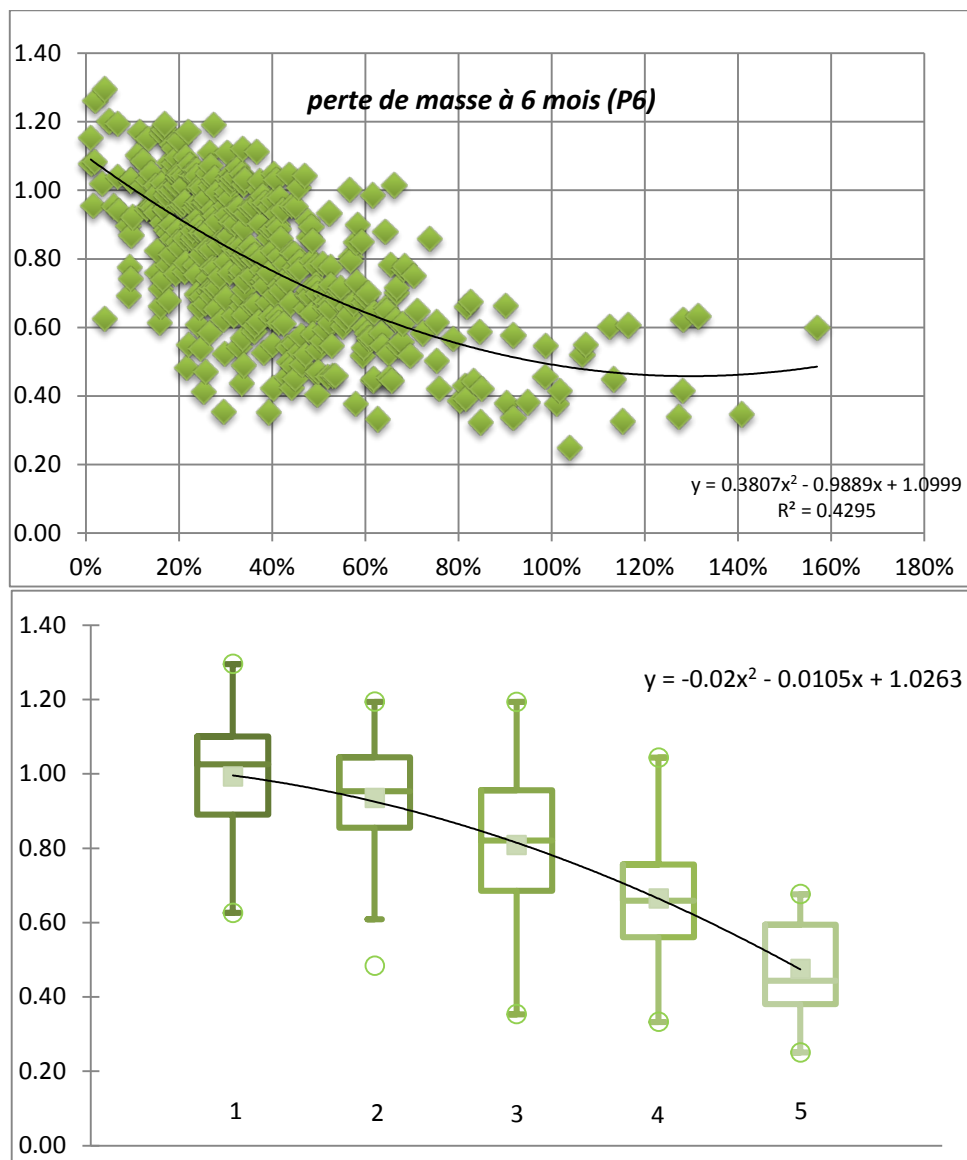 1.40
perte de masse à 6 mois (P6)
1.20
1.00
0.80
0.60
0.40
0.20
y = 0.3807x² - 0.9889x + 1.0999
R² = 0.4295
0.00
0% 20% 40% 60% 80% 100% 120% 140% 160% 180%
1.40
y = -0.02x² - 0.0105x + 1.0263
1.20
1.00
0.80
0.60
0.40
0.20
1 2 3 4 5
0.00